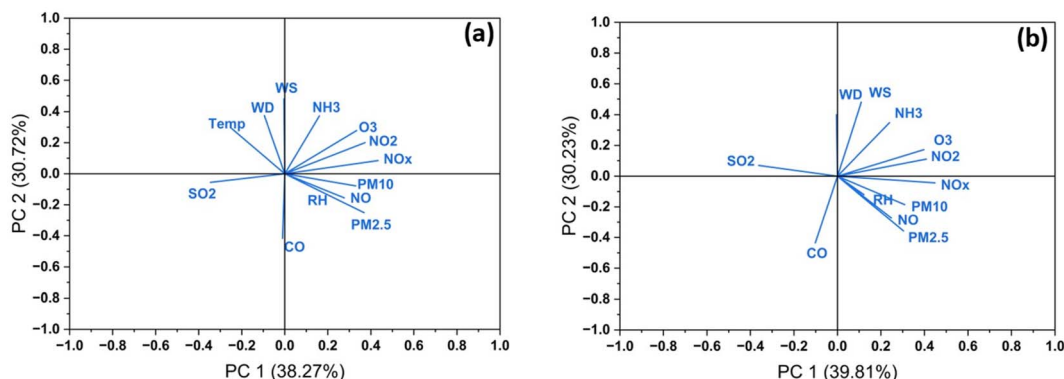 (a)
1.0
0.8
0.6
0.4
0.2
0.0
−0.2
−0.4
−0.6
−0.8
−1.0
PC 2 (30.72%)
WS
WD
NH3
Temp
O3
NO2
NOx
SO2
PM10
RH
NO
PM2.5
CO
−1.0 −0.8 −0.6 −0.4 −0.2 0.0 0.2 0.4 0.6 0.8 1.0
PC 1 (38.27%)
(b)
1.0
0.8
0.6
0.4
0.2
0.0
−0.2
−0.4
−0.6
−0.8
−1.0
PC 2 (30.23%)
WD WS
NH3
O3
NO2
SO2
NOx
RH
PM10
NO
PM2.5
CO
−1.0 −0.8 −0.6 −0.4 −0.2 0.0 0.2 0.4 0.6 0.8 1.0
PC 1 (39.81%)